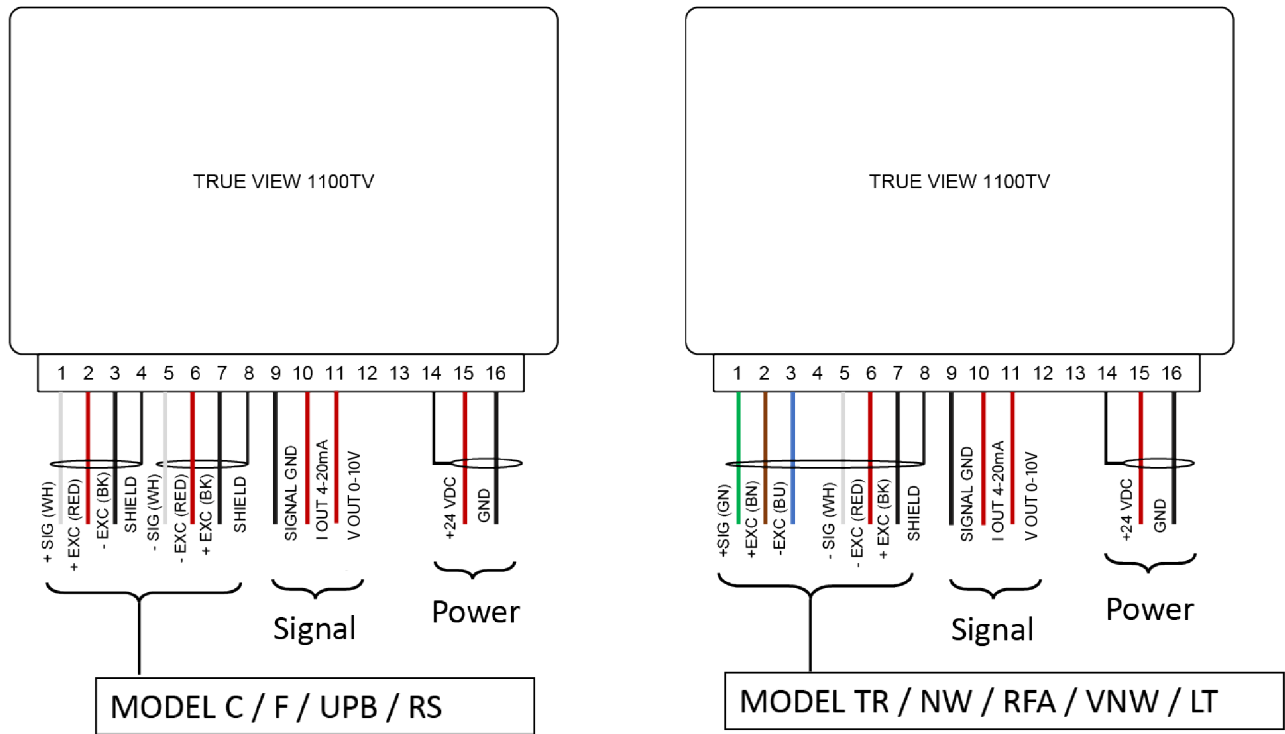 TRUE VIEW 1100TV
1 2 3 4 5 6 7 8 9 10 11 12 13 14 15 16
+ SIG (WH)
+ EXC (RED)
- EXC (BK)
SHIELD
- SIG (WH)
-EXC (RED)
+ EXC (BK)
SHIELD
SIGNAL GND
I OUT 4-20mA
V OUT 0-10V
+24 VDC
GND
Signal
Power
MODEL C / F / UPB / RS
TRUE VIEW 1100TV
1 2 3 4 5 6 7 8 9 10 11 12 13 14 15 16
+SIG (GN)
+EXC (BN)
-EXC (BU)
- SIG (WH)
-EXC (RED)
+ EXC (BK)
SHIELD
SIGNAL GND
I OUT 4-20mA
V OUT 0-10V
+24 VDC
GND
Signal
Power
MODEL TR / NW / RFA / VNW / LT